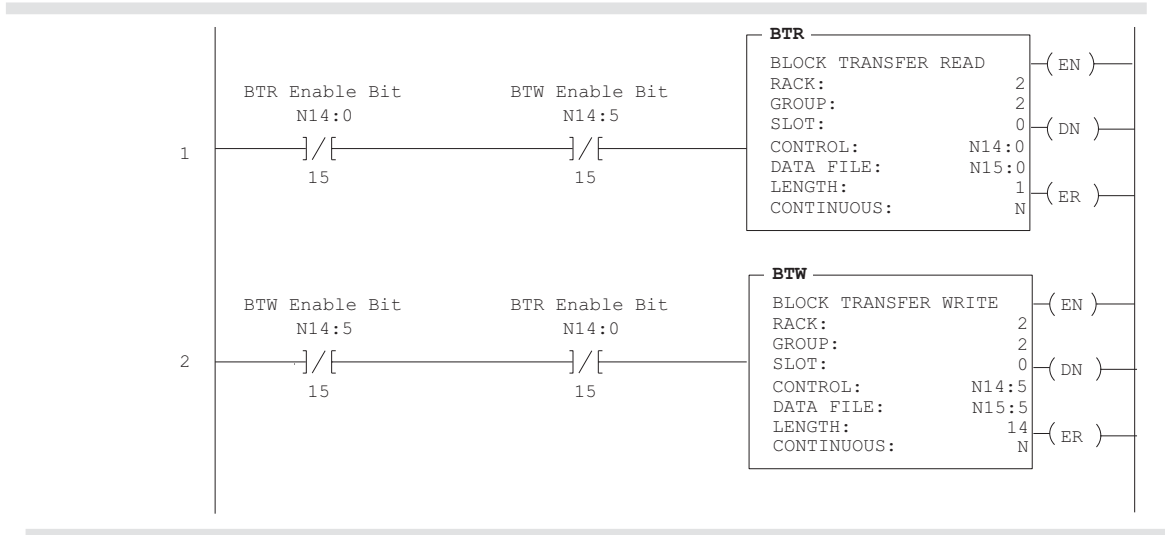 BTR
BLOCK TRANSFER READ
RACK: 2
GROUP: 2
SLOT: 0
CONTROL: N14:0
DATA FILE: N15:0
LENGTH: 1
CONTINUOUS: N
EN
DN
ER
BTR Enable Bit
N14:0
]/[
15
BTW Enable Bit
N14:5
]/[
15
1
BTW
BLOCK TRANSFER WRITE
RACK: 2
GROUP: 2
SLOT: 0
CONTROL: N14:5
DATA FILE: N15:5
LENGTH: 14
CONTINUOUS: N
EN
DN
ER
BTW Enable Bit
N14:5
]/[
15
BTR Enable Bit
N14:0
]/[
15
2